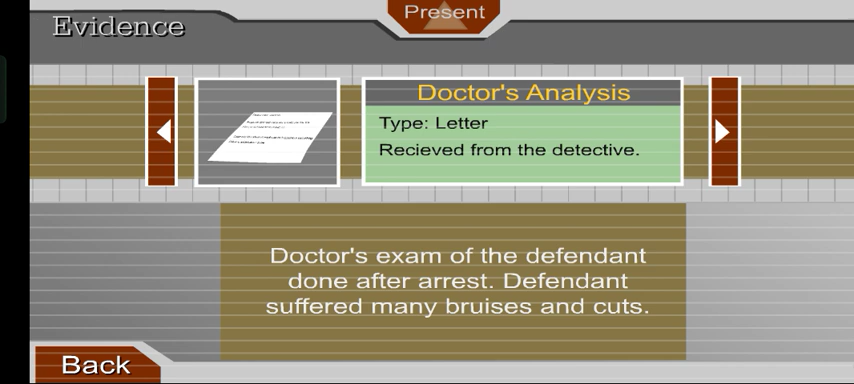 Present
Evidence
Doctor's Analysis
Type: Letter
Recieved from the detective.
Doctor's exam of the defendant
done after arrest. Defendant
suffered many bruises and cuts.
Back